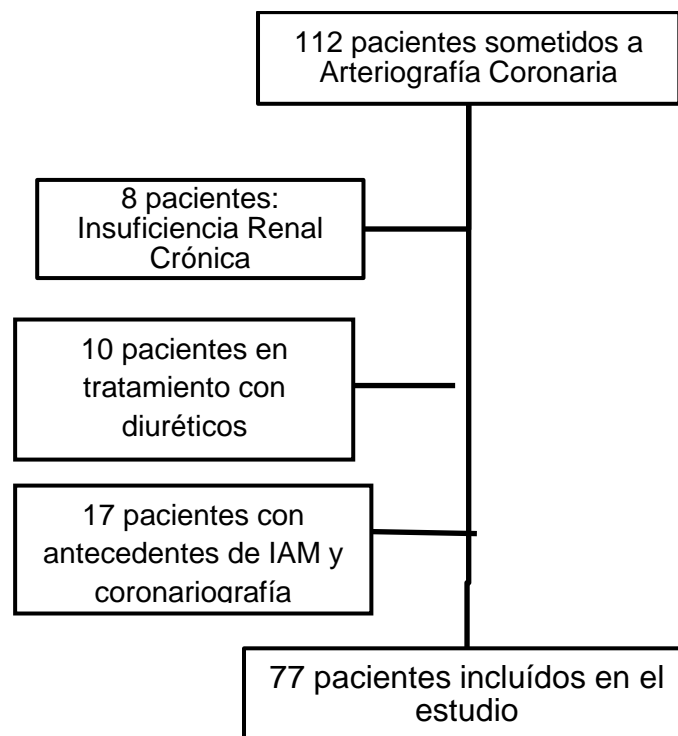 112 pacientes sometidos a
Arteriografía Coronaria
8 pacientes:
Insuficiencia Renal
Crónica
10 pacientes en
tratamiento con
diuréticos
17 pacientes con
antecedentes de IAM y
coronariografía
77 pacientes incluídos en el
estudio